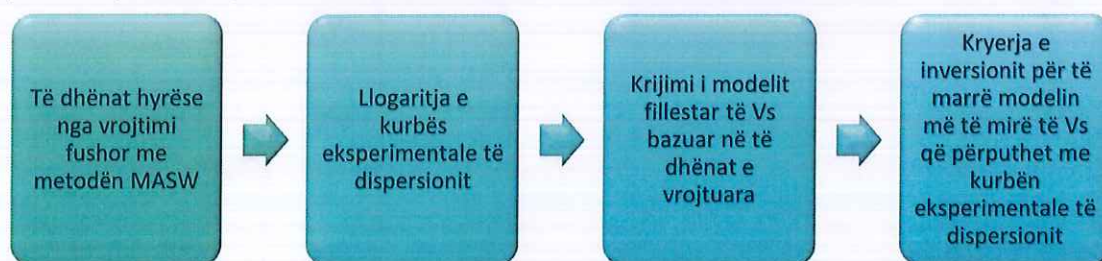 Të dhënat hyrëse
nga vrojtimi
fushor me
metodën MASW
Llogaritja e
kurbës
eksperimentale të
dispersionit
Krijimi i modelit
fillestar të Vs
bazuar në të
dhënat e
vrojtuara
Kryerja e
inversionit për të
marrë modelin
më të mirë të Vs
që përputhet me
kurbën
eksperimentale të
dispersionit